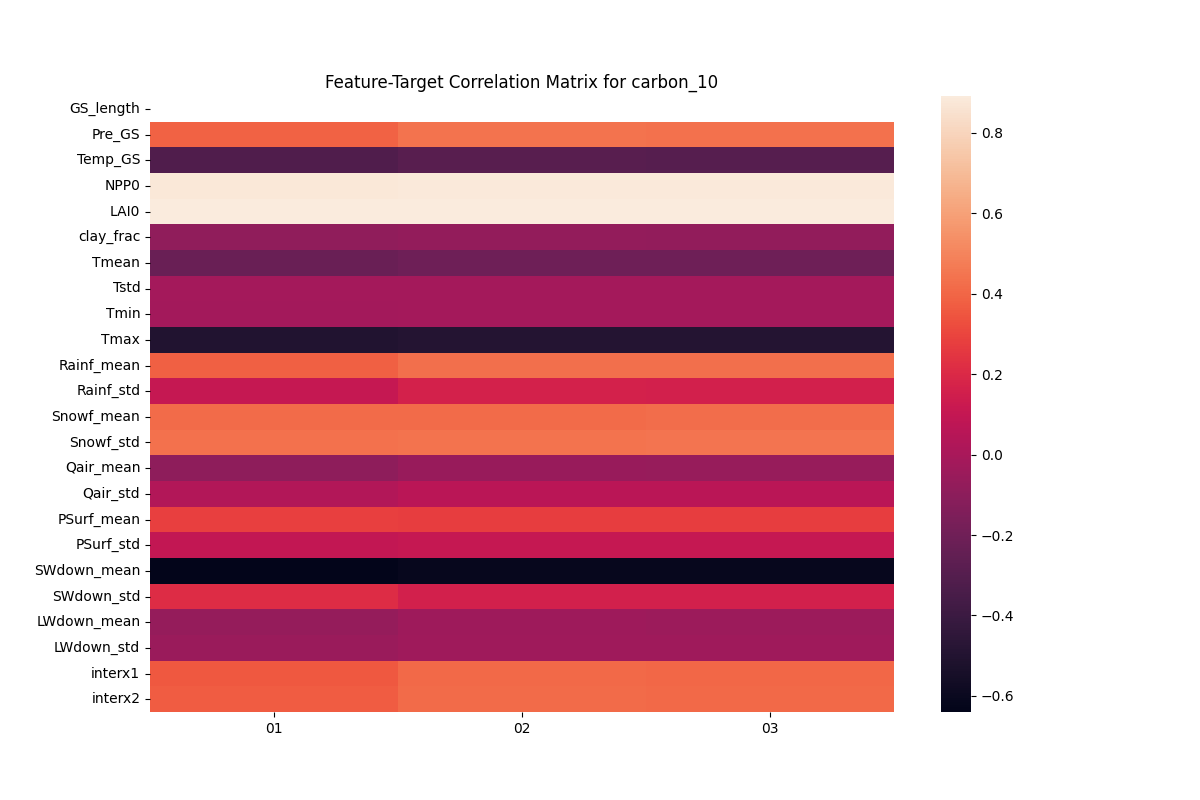 Feature-Target Correlation Matrix for carbon_10
GS_length
Pre_GS
Temp_GS
NPP0
LAI0
clay_frac
Tmean
Tstd
Tmin
Tmax
Rainf_mean
Rainf_std
Snowf_mean
Snowf_std
Qair_mean
Qair_std
PSurf_mean
PSurf_std
SWdown_mean
SWdown_std
LWdown_mean
LWdown_std
interx1
interx2
01 02 03
0.8
0.6
0.4
0.2
0.0
−0.2
−0.4
−0.6